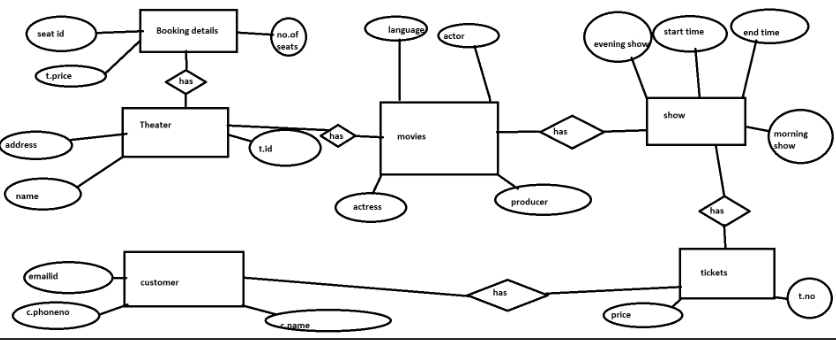 seat id
Booking details
no.of
seats
t.price
has
language
actor
evening show
start time
end time
Theater
has
movies
has
show
address
t.id
morning
show
name
actress
producer
has
emailid
customer
has
tickets
c.phoneno
c.name
price
t.no